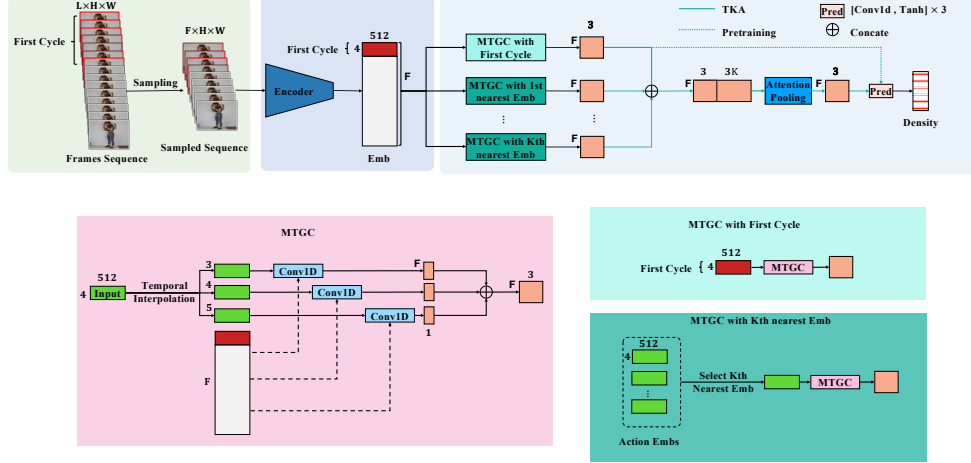 L×H×W
First Cycle
F×H×W
Sampling
Frames Sequence
Sampled Sequence
Encoder
First Cycle
4
512
F
Emb
MTGC with
First Cycle
MTGC with 1st
nearest Emb
⋮
MTGC with Kth
nearest Emb
3
F
F
⋮
F
3
3K
F
Attention
Pooling
3
F
Pred
Density
TKA
Pretraining
Pred
[Conv1d , Tanh] × 3
Concate
MTGC
512
4
Input
Temporal
Interpolation
3
4
5
Conv1D
Conv1D
Conv1D
F
1
F
3
F
MTGC with First Cycle
512
First Cycle
4
MTGC
MTGC with Kth nearest Emb
512
4
⋮
Action Embs
Select Kth
Nearest Emb
MTGC